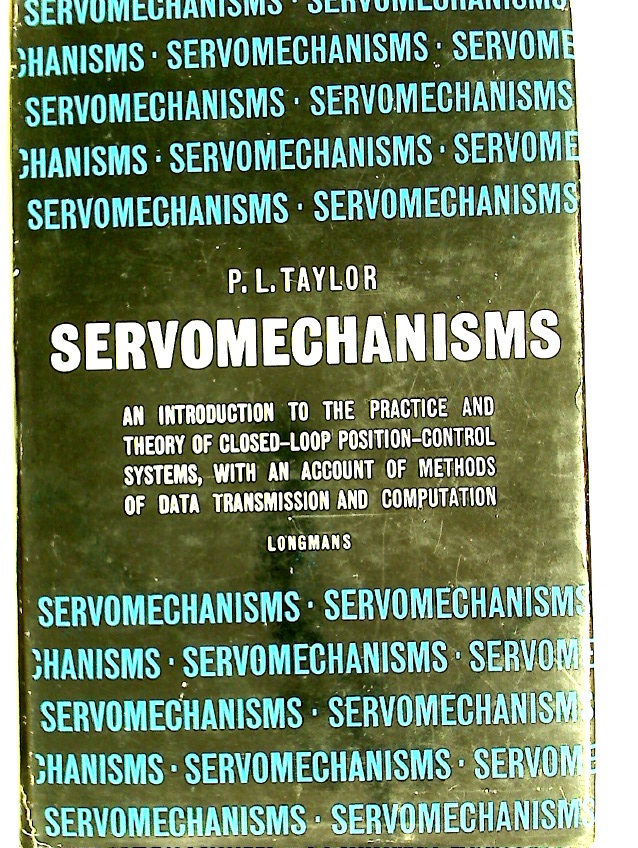 SERVOMECHANISMS · SERVOMECHANISMS
CHANISMS · SERVOMECHANISMS · SERVOME
SERVOMECHANISMS · SERVOMECHANISMS
CHANISMS · SERVOMECHANISMS · SERVOME
SERVOMECHANISMS · SERVOMECHANISMS
P. L. TAYLOR
SERVOMECHANISMS
AN INTRODUCTION TO THE PRACTICE AND
THEORY OF CLOSED–LOOP POSITION–CONTROL
SYSTEMS, WITH AN ACCOUNT OF METHODS
OF DATA TRANSMISSION AND COMPUTATION
LONGMANS
SERVOMECHANISMS · SERVOMECHANISMS
CHANISMS · SERVOMECHANISMS · SERVOME
SERVOMECHANISMS · SERVOMECHANISMS
CHANISMS · SERVOMECHANISMS · SERVOME
SERVOMECHANISMS · SERVOMECHANISMS